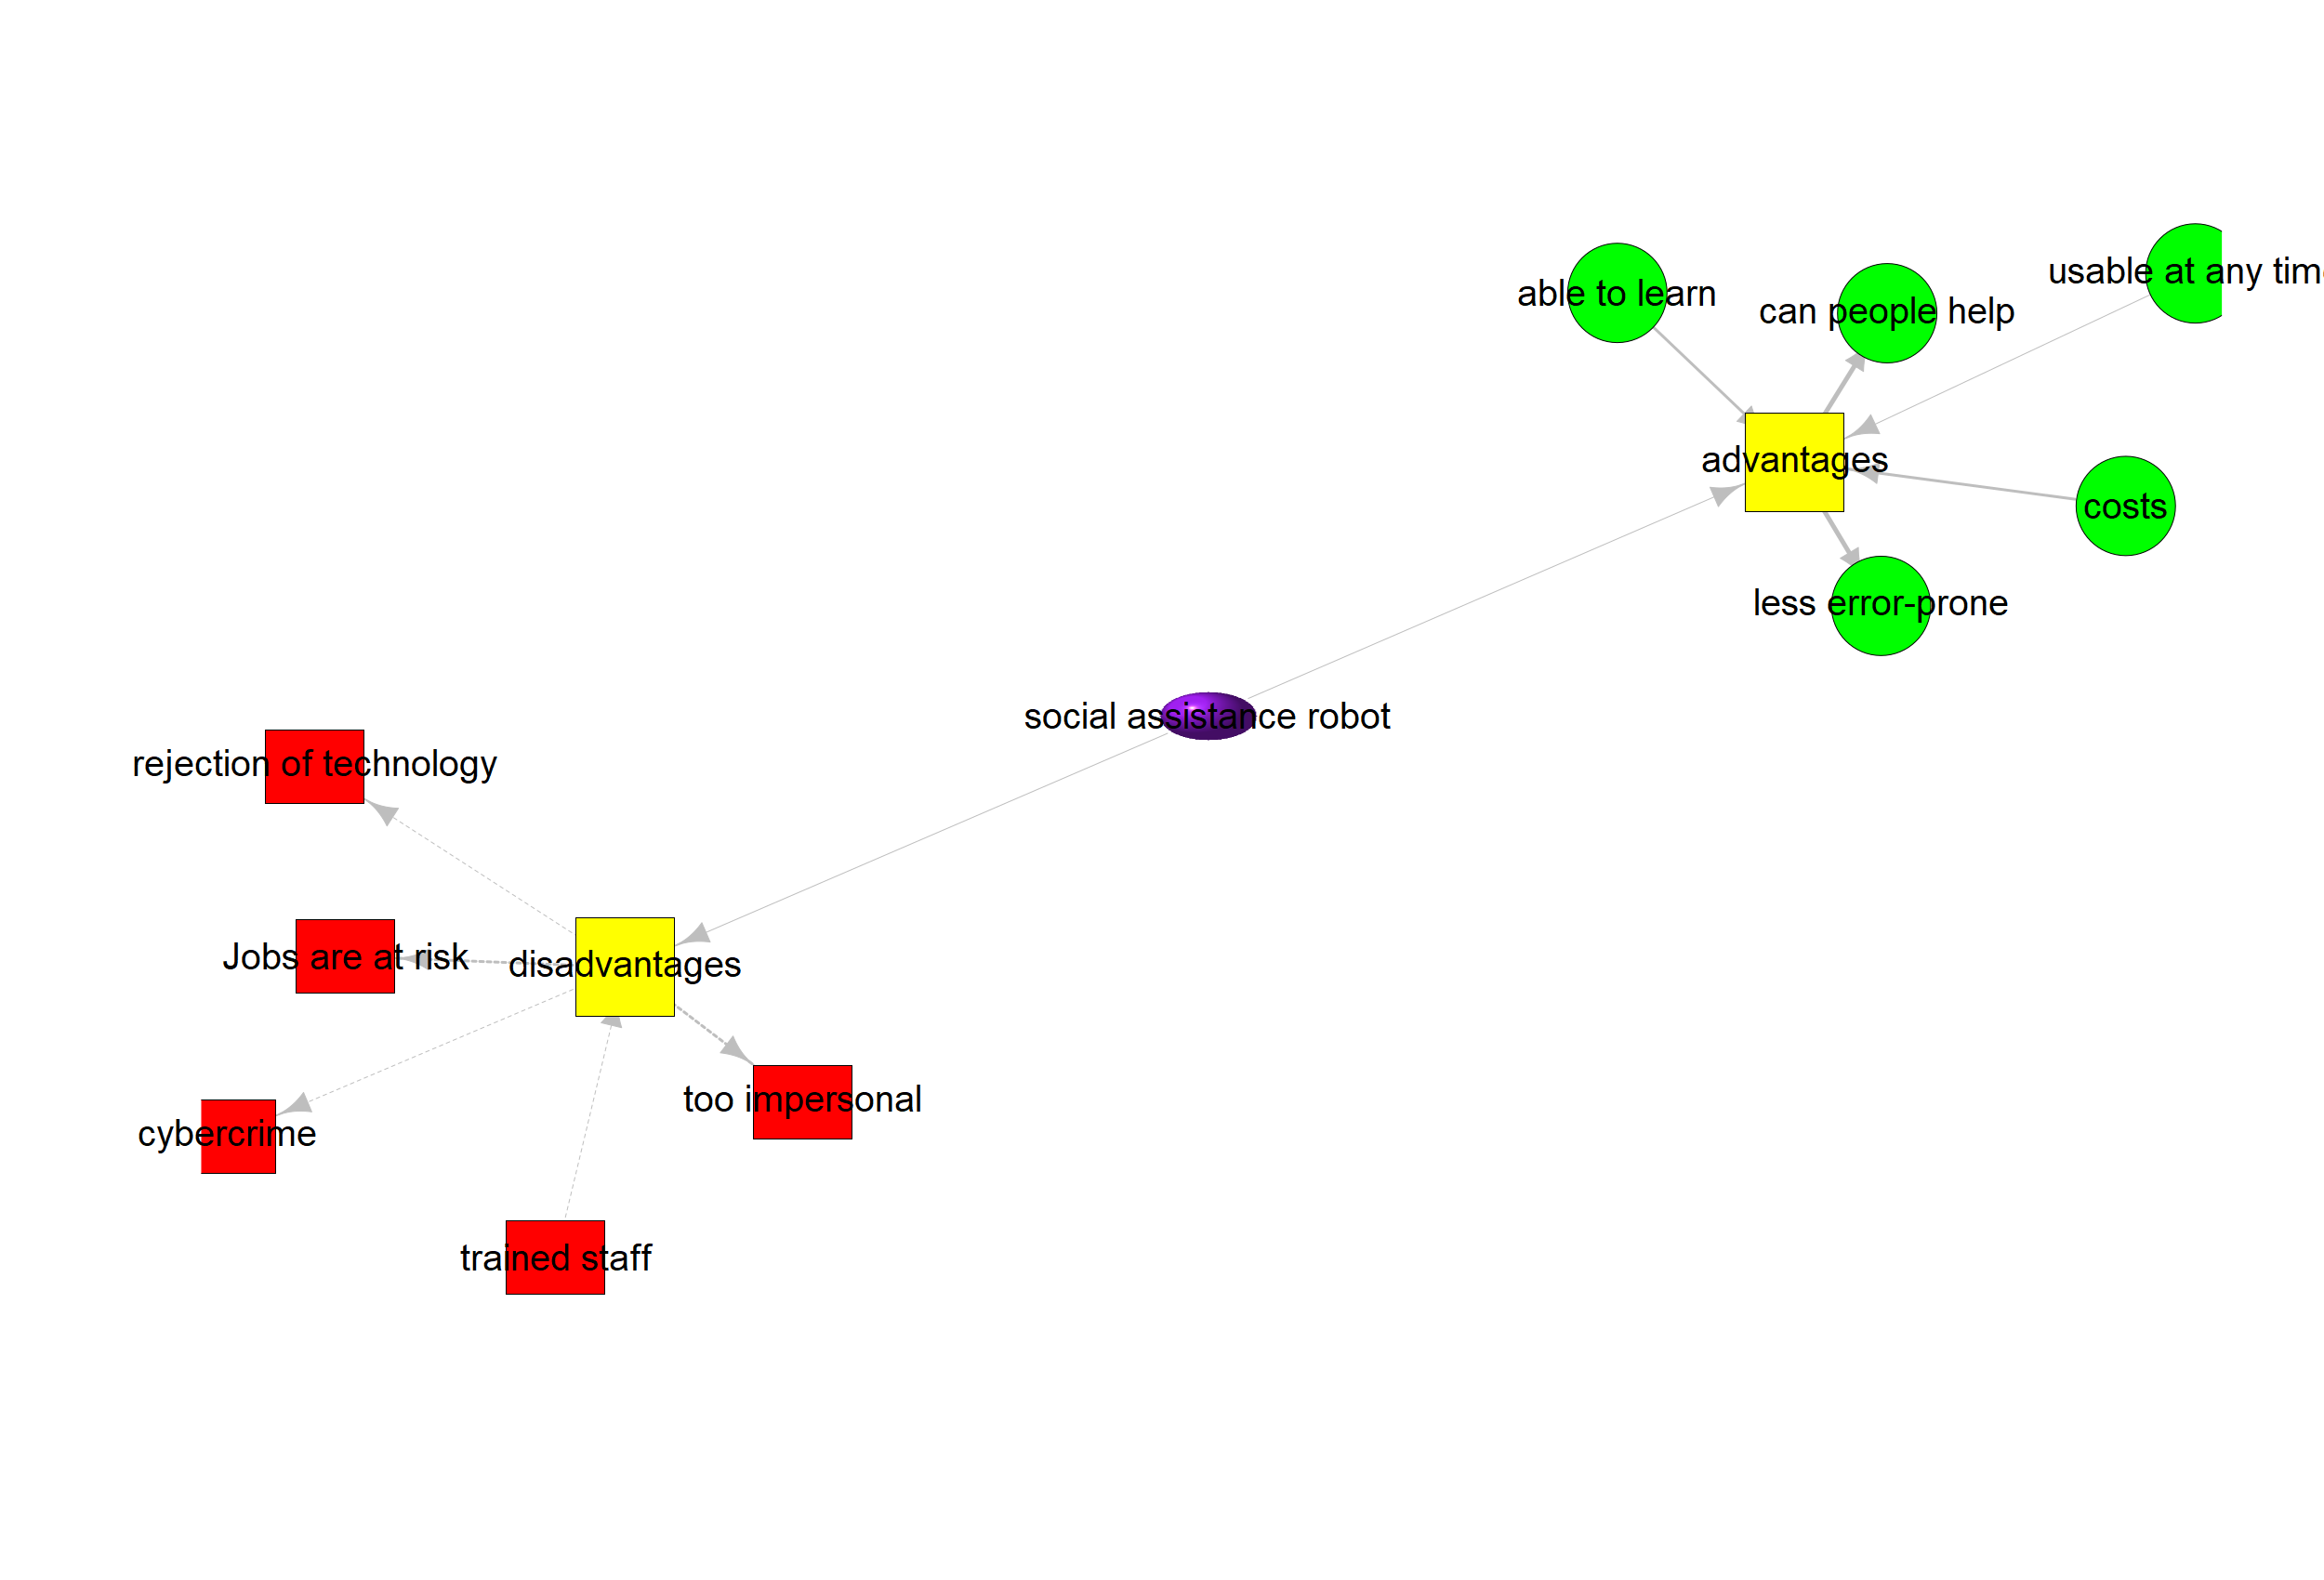 usable at any tim
able to learn
can people help
advantages
costs
less error-prone
social assistance robot
rejection of technology
Jobs are at risk
disadvantages
too impersonal
cybercrime
trained staff